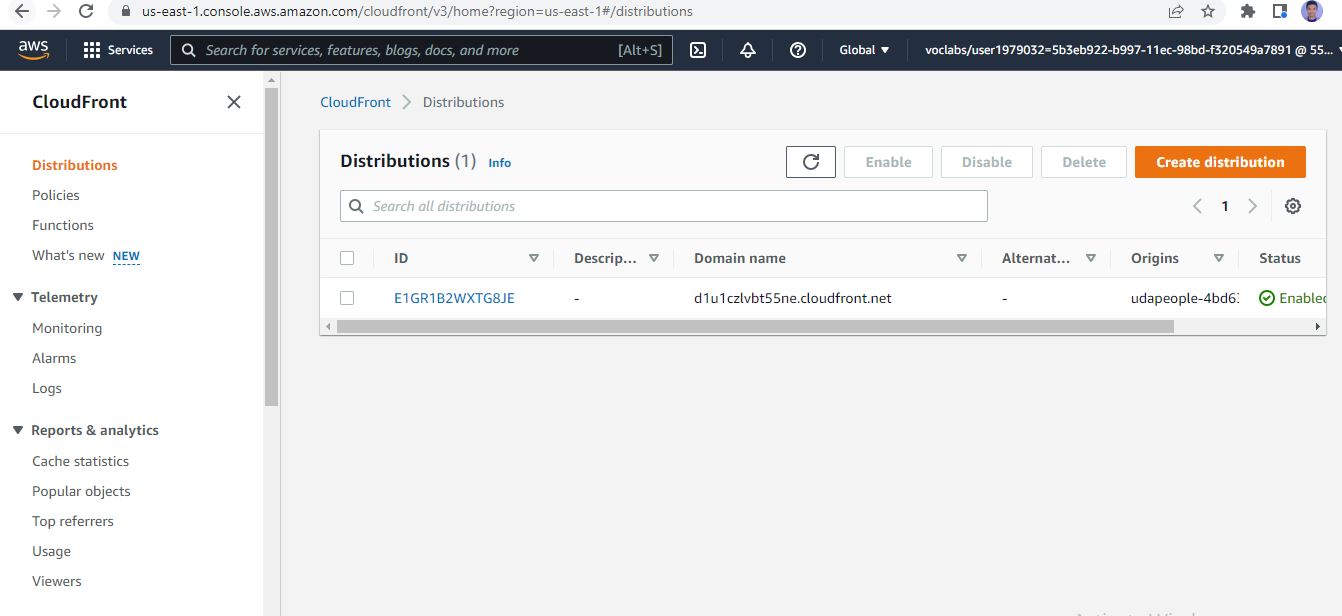 us-east-1.console.aws.amazon.com/cloudfront/v3/home?region=us-east-1#/distributions
aws Services Search for services, features, blogs, docs, and more [Alt+S] Global voclabs/user1979032=5b3eb922-b997-11ec-98bd-f320549a7891 @ 55...
CloudFront
Distributions
Policies
Functions
What's new NEW
Telemetry
Monitoring
Alarms
Logs
Reports & analytics
Cache statistics
Popular objects
Top referrers
Usage
Viewers
CloudFront Distributions
Distributions (1) Info Enable Disable Delete Create distribution
Search all distributions 1
ID Descrip... Domain name Alternat... Origins Status
E1GR1B2WXTG8JE - d1u1czlvbt55ne.cloudfront.net - udapeople-4bd63 Enabled